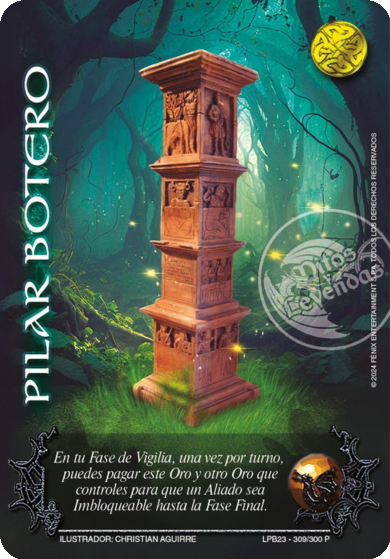 PILAR BOTERO
Mitos y Leyendas
© 2024 FÉNIX ENTERTAINMENT S.P.A. TODOS LOS DERECHOS RESERVADOS
En tu Fase de Vigilia, una vez por turno,
puedes pagar este Oro y otro Oro que
controles para que un Aliado sea
Imbloqueable hasta la Fase Final.
ILUSTRADOR: CHRISTIAN AGUIRRE LPB23 - 309/300 P